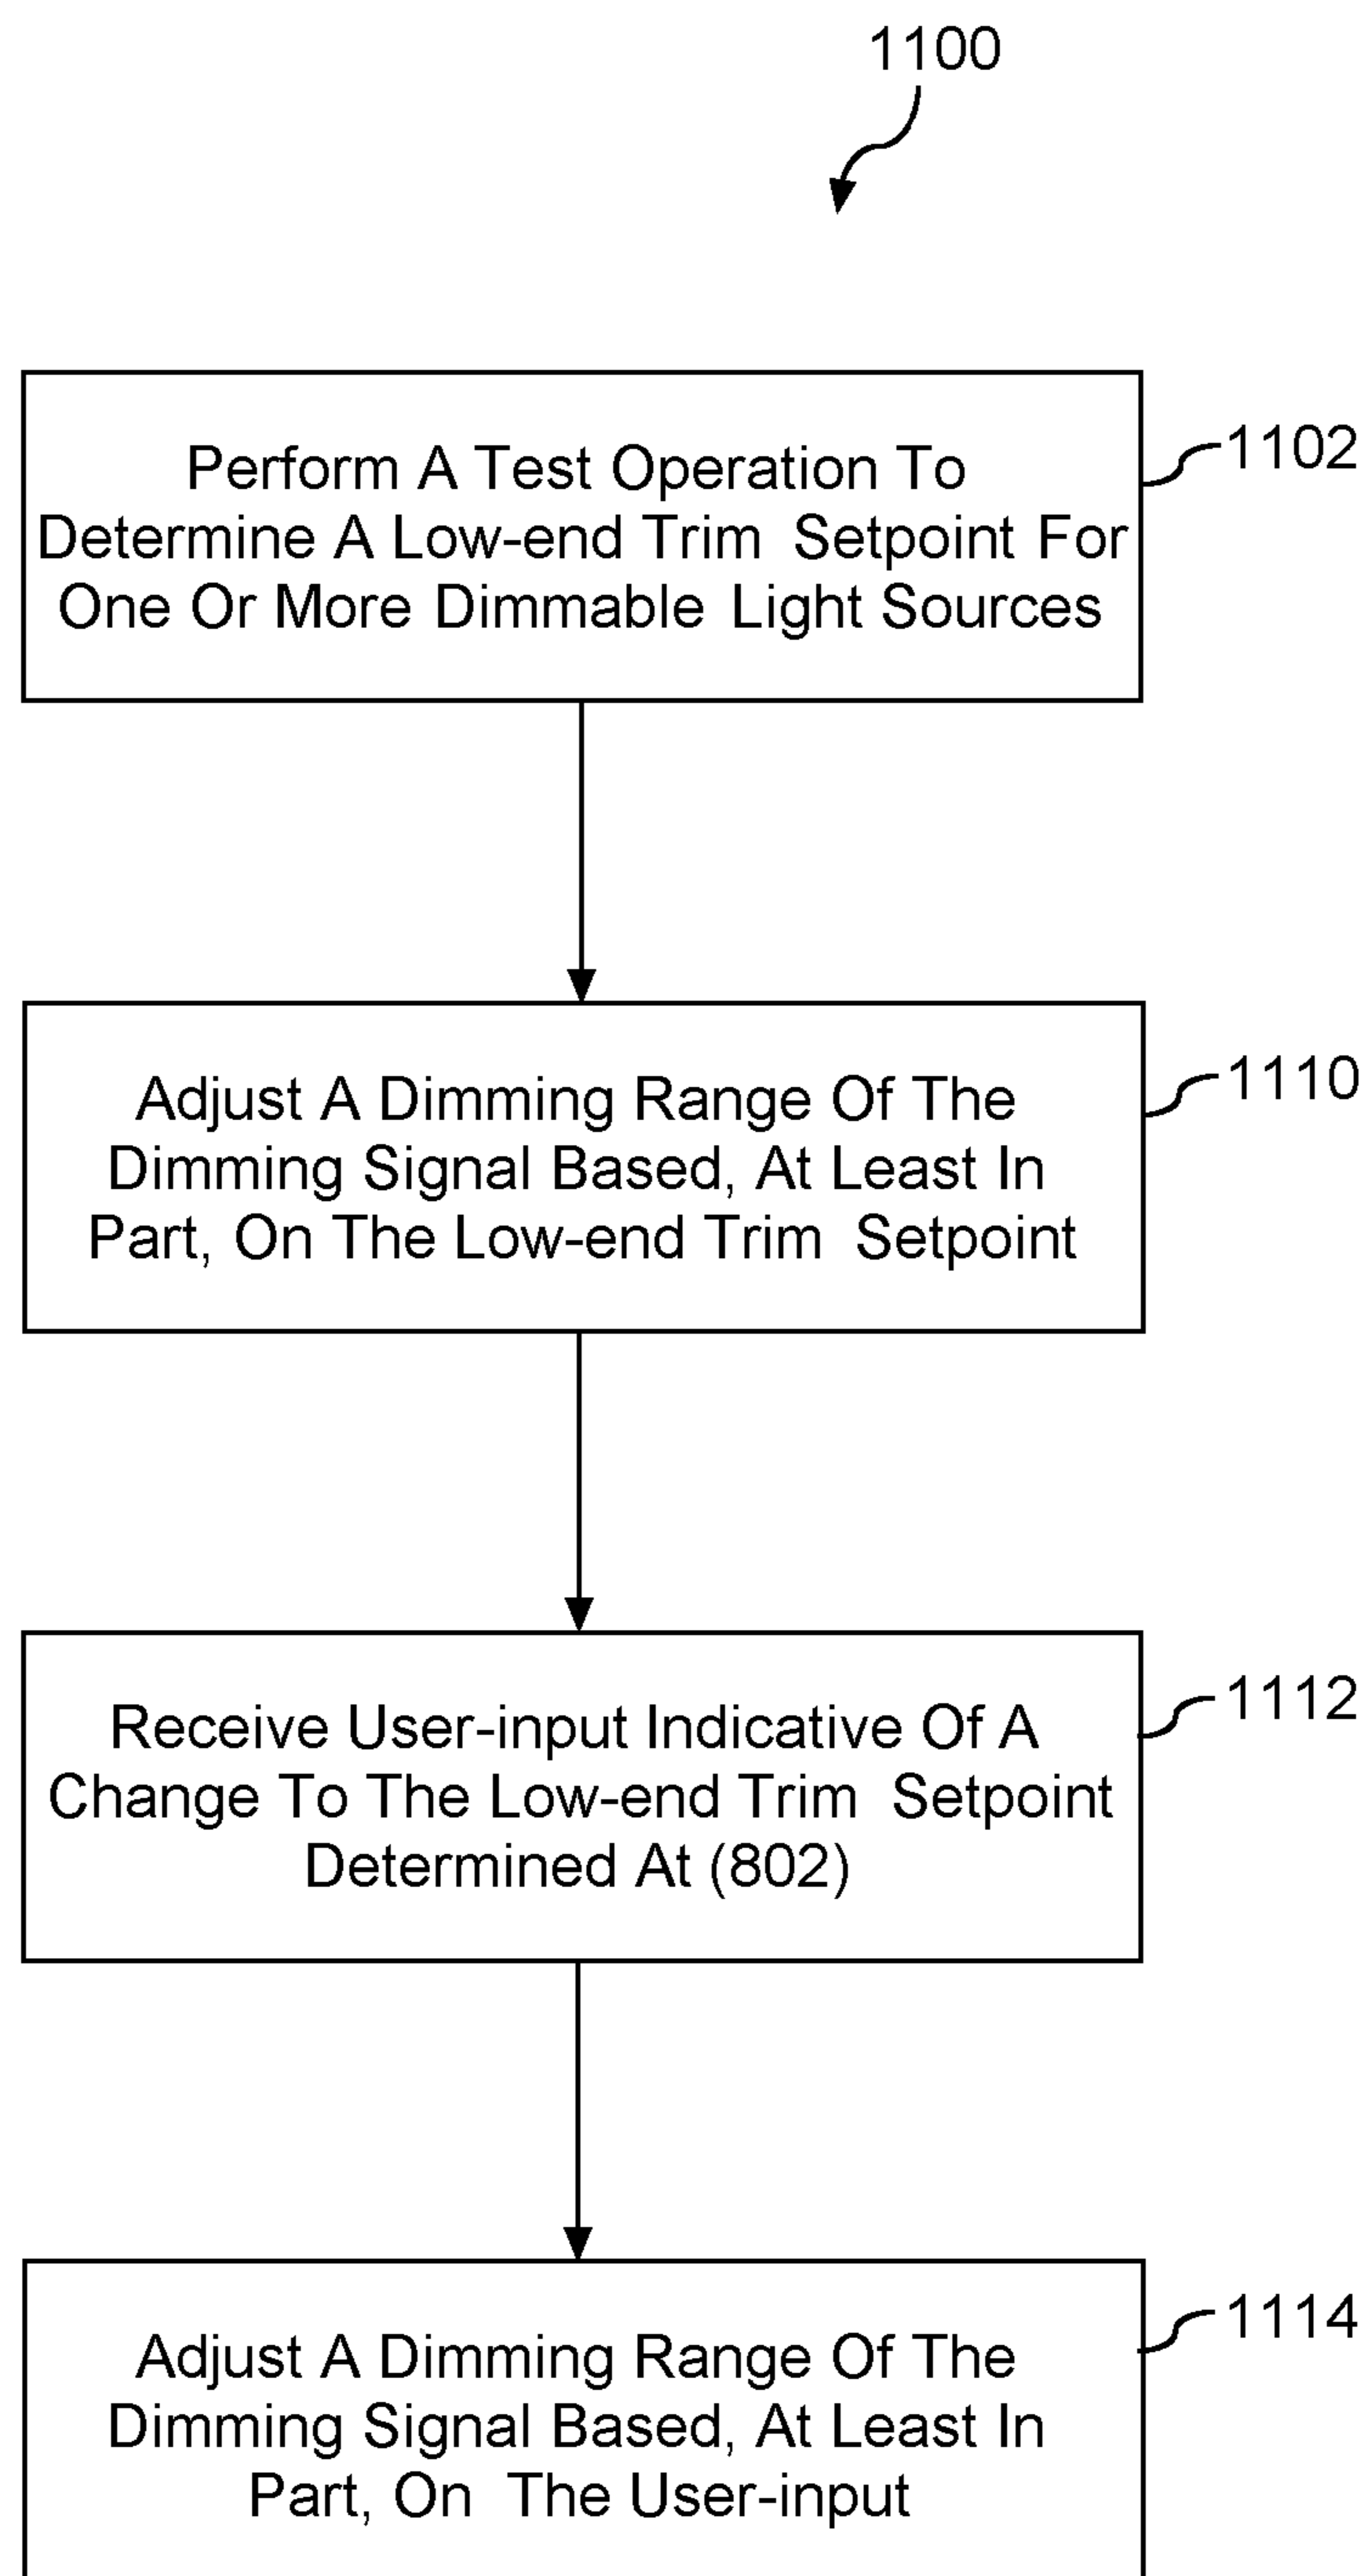 1100
Perform A Test Operation To
Determine A Low-end Trim Setpoint For
One Or More Dimmable Light Sources
1102
Adjust A Dimming Range Of The
Dimming Signal Based, At Least In
Part, On The Low-end Trim Setpoint
1110
Receive User-input Indicative Of A
Change To The Low-end Trim Setpoint
Determined At (802)
1112
Adjust A Dimming Range Of The
Dimming Signal Based, At Least In
Part, On The User-input
1114